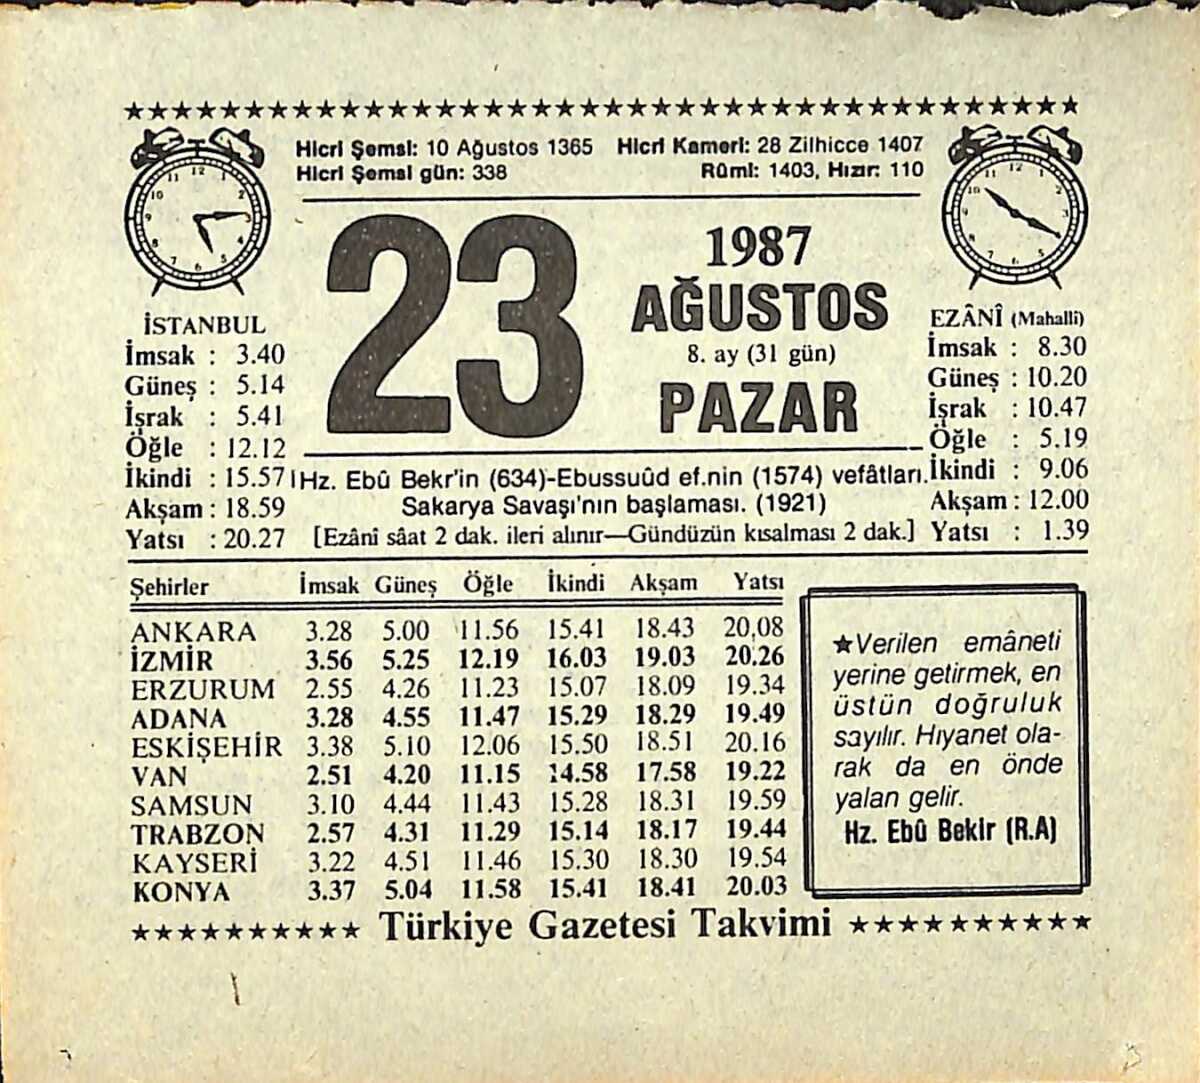 Hicrî Şemsî: 10 Ağustos 1365 Hicrî Kamerî: 28 Zilhicce 1407
Hicrî Şemsî gün: 338 Rûmî: 1403, Hızır: 110
23
1987
AĞUSTOS
8. ay (31 gün)
PAZAR
İSTANBUL
İmsak : 3.40
Güneş : 5.14
İşrak : 5.41
Öğle : 12.12
İkindi : 15.57
Akşam : 18.59
Yatsı : 20.27
EZÂNÎ (Mahallî)
İmsak : 8.30
Güneş : 10.20
İşrak : 10.47
Öğle : 5.19
İkindi : 9.06
Akşam : 12.00
Yatsı : 1.39
Hz. Ebû Bekr'in (634)-Ebussuûd ef.nin (1574) vefâtları.
Sakarya Savaşı'nın başlaması. (1921)
[Ezânî sâat 2 dak. ileri alınır—Gündüzün kısalması 2 dak.]
Şehirler İmsak Güneş Öğle İkindi Akşam Yatsı
ANKARA 3.28 5.00 11.56 15.41 18.43 20,08
İZMİR 3.56 5.25 12.19 16.03 19.03 20.26
ERZURUM 2.55 4.26 11.23 15.07 18.09 19.34
ADANA 3.28 4.55 11.47 15.29 18.29 19.49
ESKİŞEHİR 3.38 5.10 12.06 15.50 18.51 20.16
VAN 2.51 4.20 11.15 14.58 17.58 19.22
SAMSUN 3.10 4.44 11.43 15.28 18.31 19.59
TRABZON 2.57 4.31 11.29 15.14 18.17 19.44
KAYSERİ 3.22 4.51 11.46 15.30 18.30 19.54
KONYA 3.37 5.04 11.58 15.41 18.41 20.03
★Verilen emâneti
yerine getirmek, en
üstün doğruluk
sayılır. Hıyanet ola-
rak da en önde
yalan gelir.
Hz. Ebû Bekir (R.A)
★★★★★★★★★★ Türkiye Gazetesi Takvimi ★★★★★★★★★★